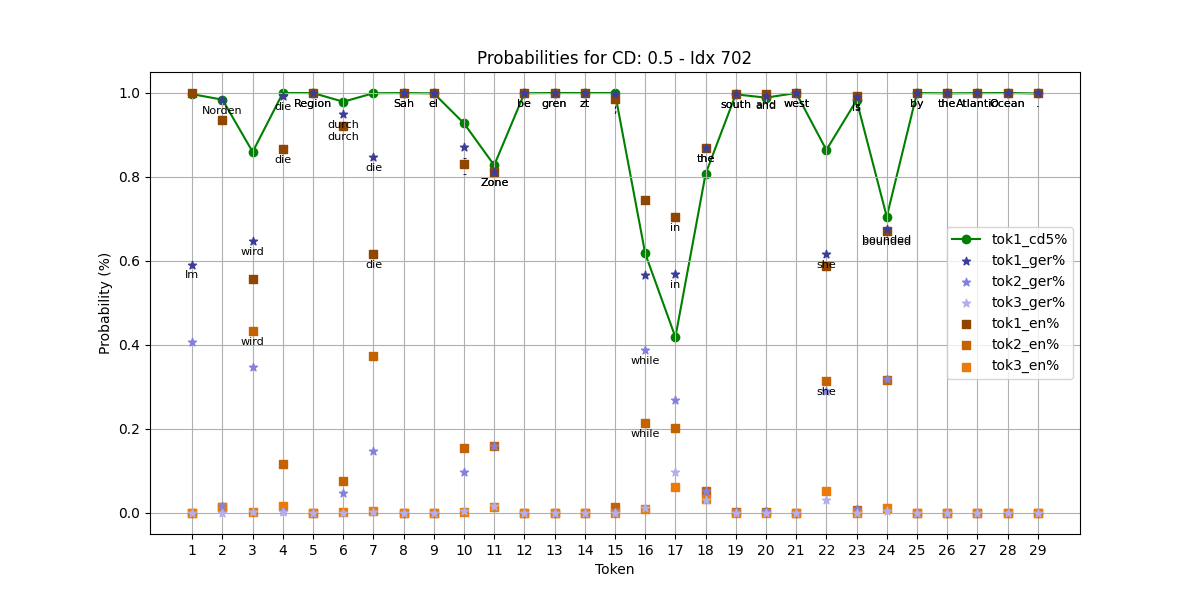 Probabilities for CD: 0.5 - Idx 702
Probability (%)
1.0
0.8
0.6
0.4
0.2
0.0
Norden die Region durch Sah el be gren zt , south and west is by the Atlantic Ocean .
die durch
die - Zone the
- 
Im wird die in she bounded
bounded
wird while in she
while
tok1_cd5%
tok1_ger%
tok2_ger%
tok3_ger%
tok1_en%
tok2_en%
tok3_en%
1 2 3 4 5 6 7 8 9 10 11 12 13 14 15 16 17 18 19 20 21 22 23 24 25 26 27 28 29
Token